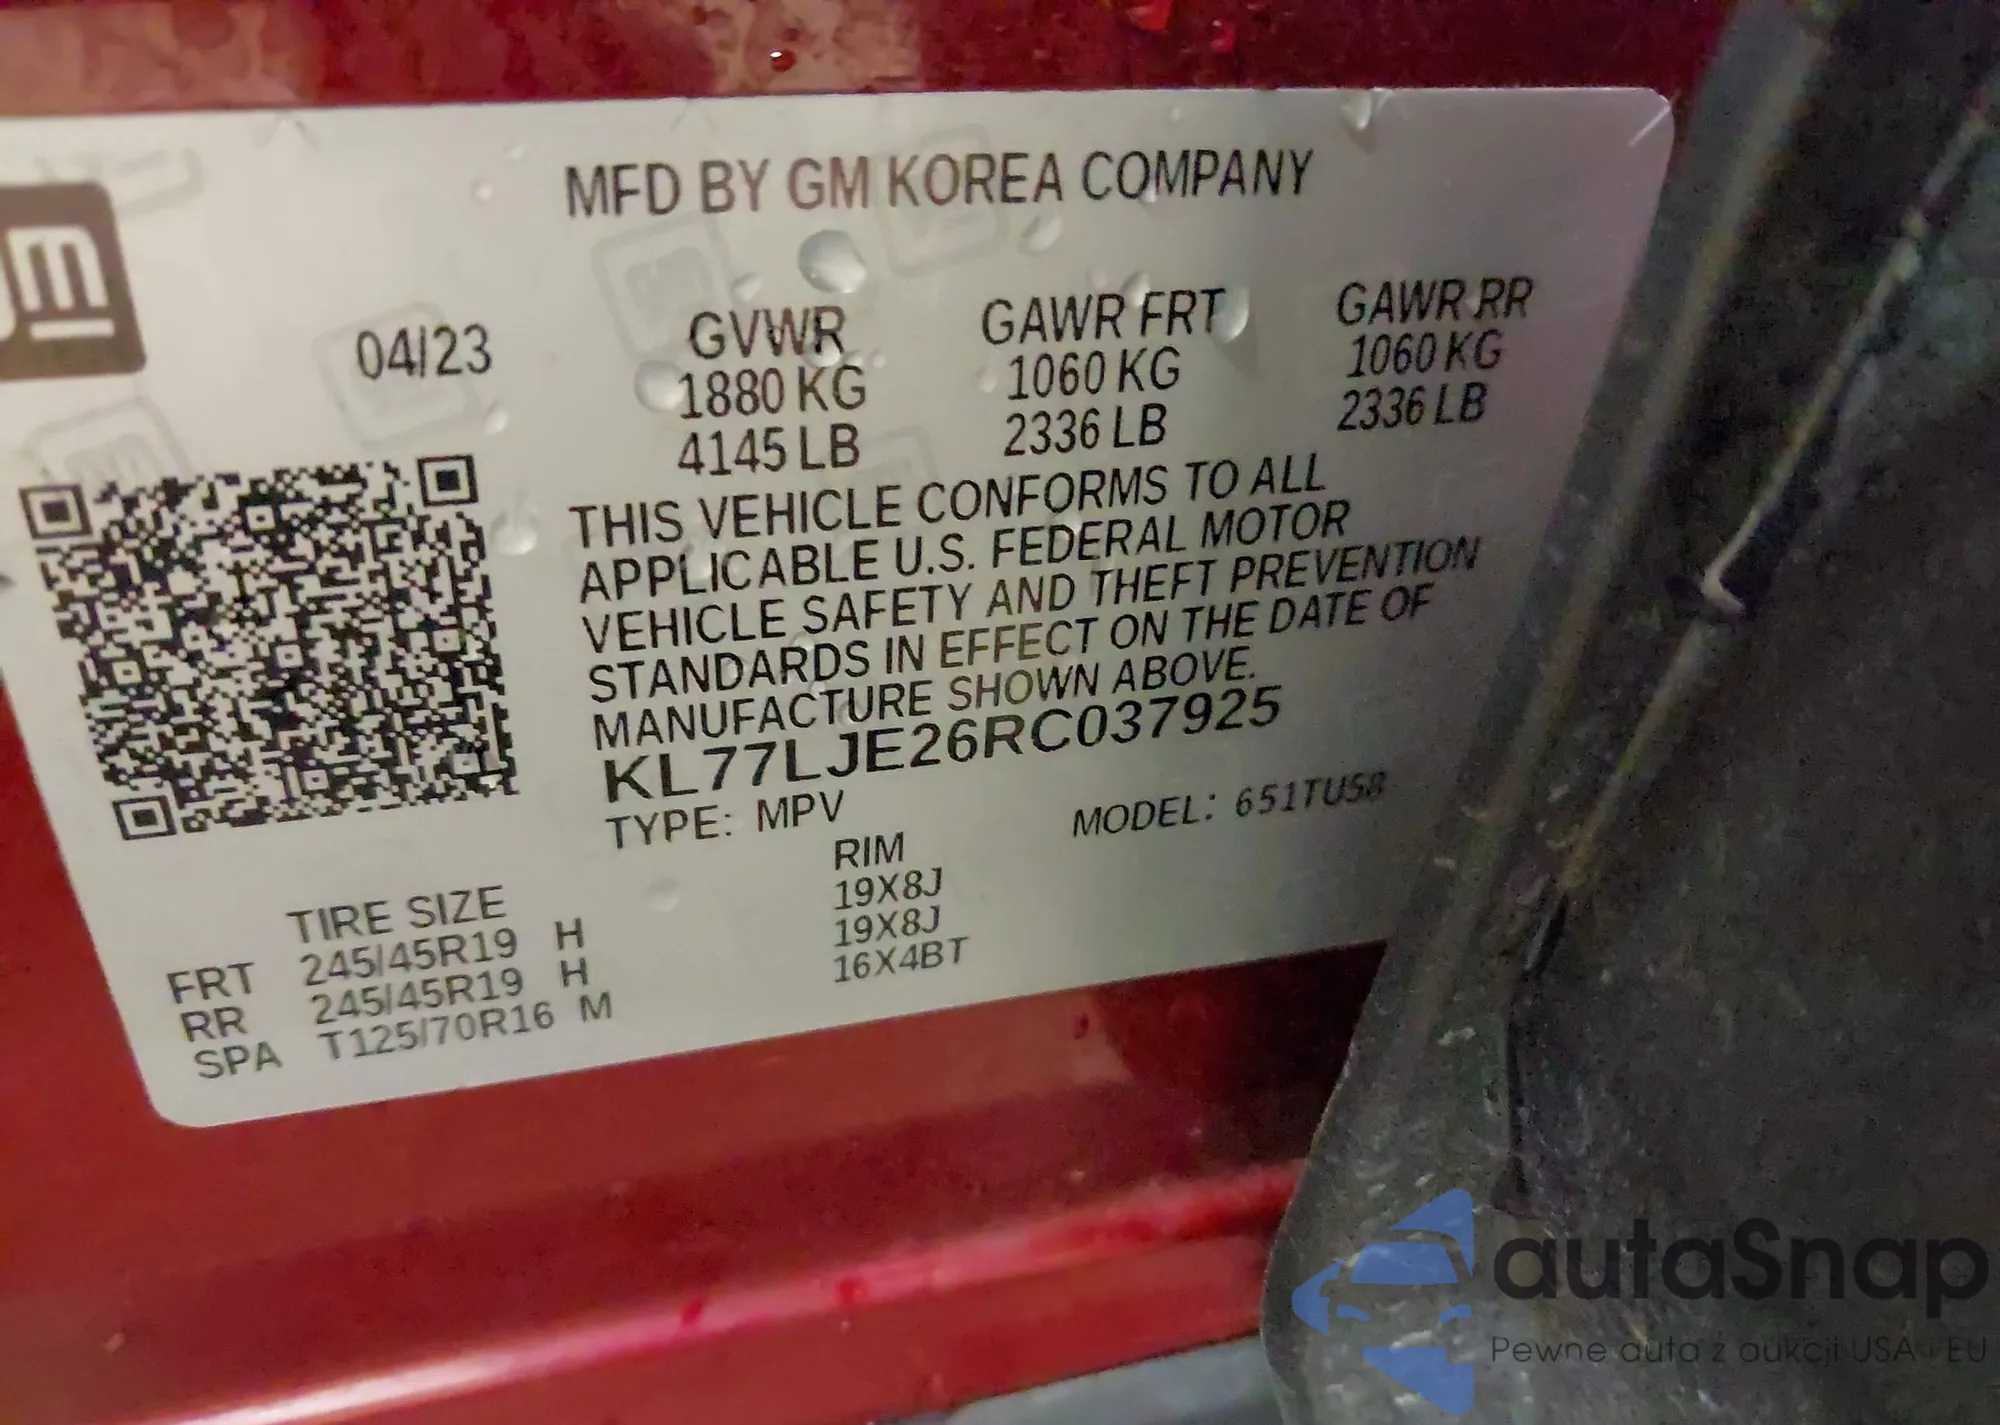 MFD BY GM KOREA COMPANY
04/23 GVWR GAWR FRT GAWR RR
1880 KG 1060 KG 1060 KG
4145 LB 2336 LB 2336 LB
THIS VEHICLE CONFORMS TO ALL
APPLICABLE U.S. FEDERAL MOTOR
VEHICLE SAFETY AND THEFT PREVENTION
STANDARDS IN EFFECT ON THE DATE OF
MANUFACTURE SHOWN ABOVE.
KL77LJE26RC037925
TYPE: MPV MODEL: 651TU58
TIRE SIZE RIM
FRT 245/45R19 H 19X8J
RR 245/45R19 H 19X8J
SPA T125/70R16 M 16X4BT
autaSnap
Pewne auta z aukcji USA i EU